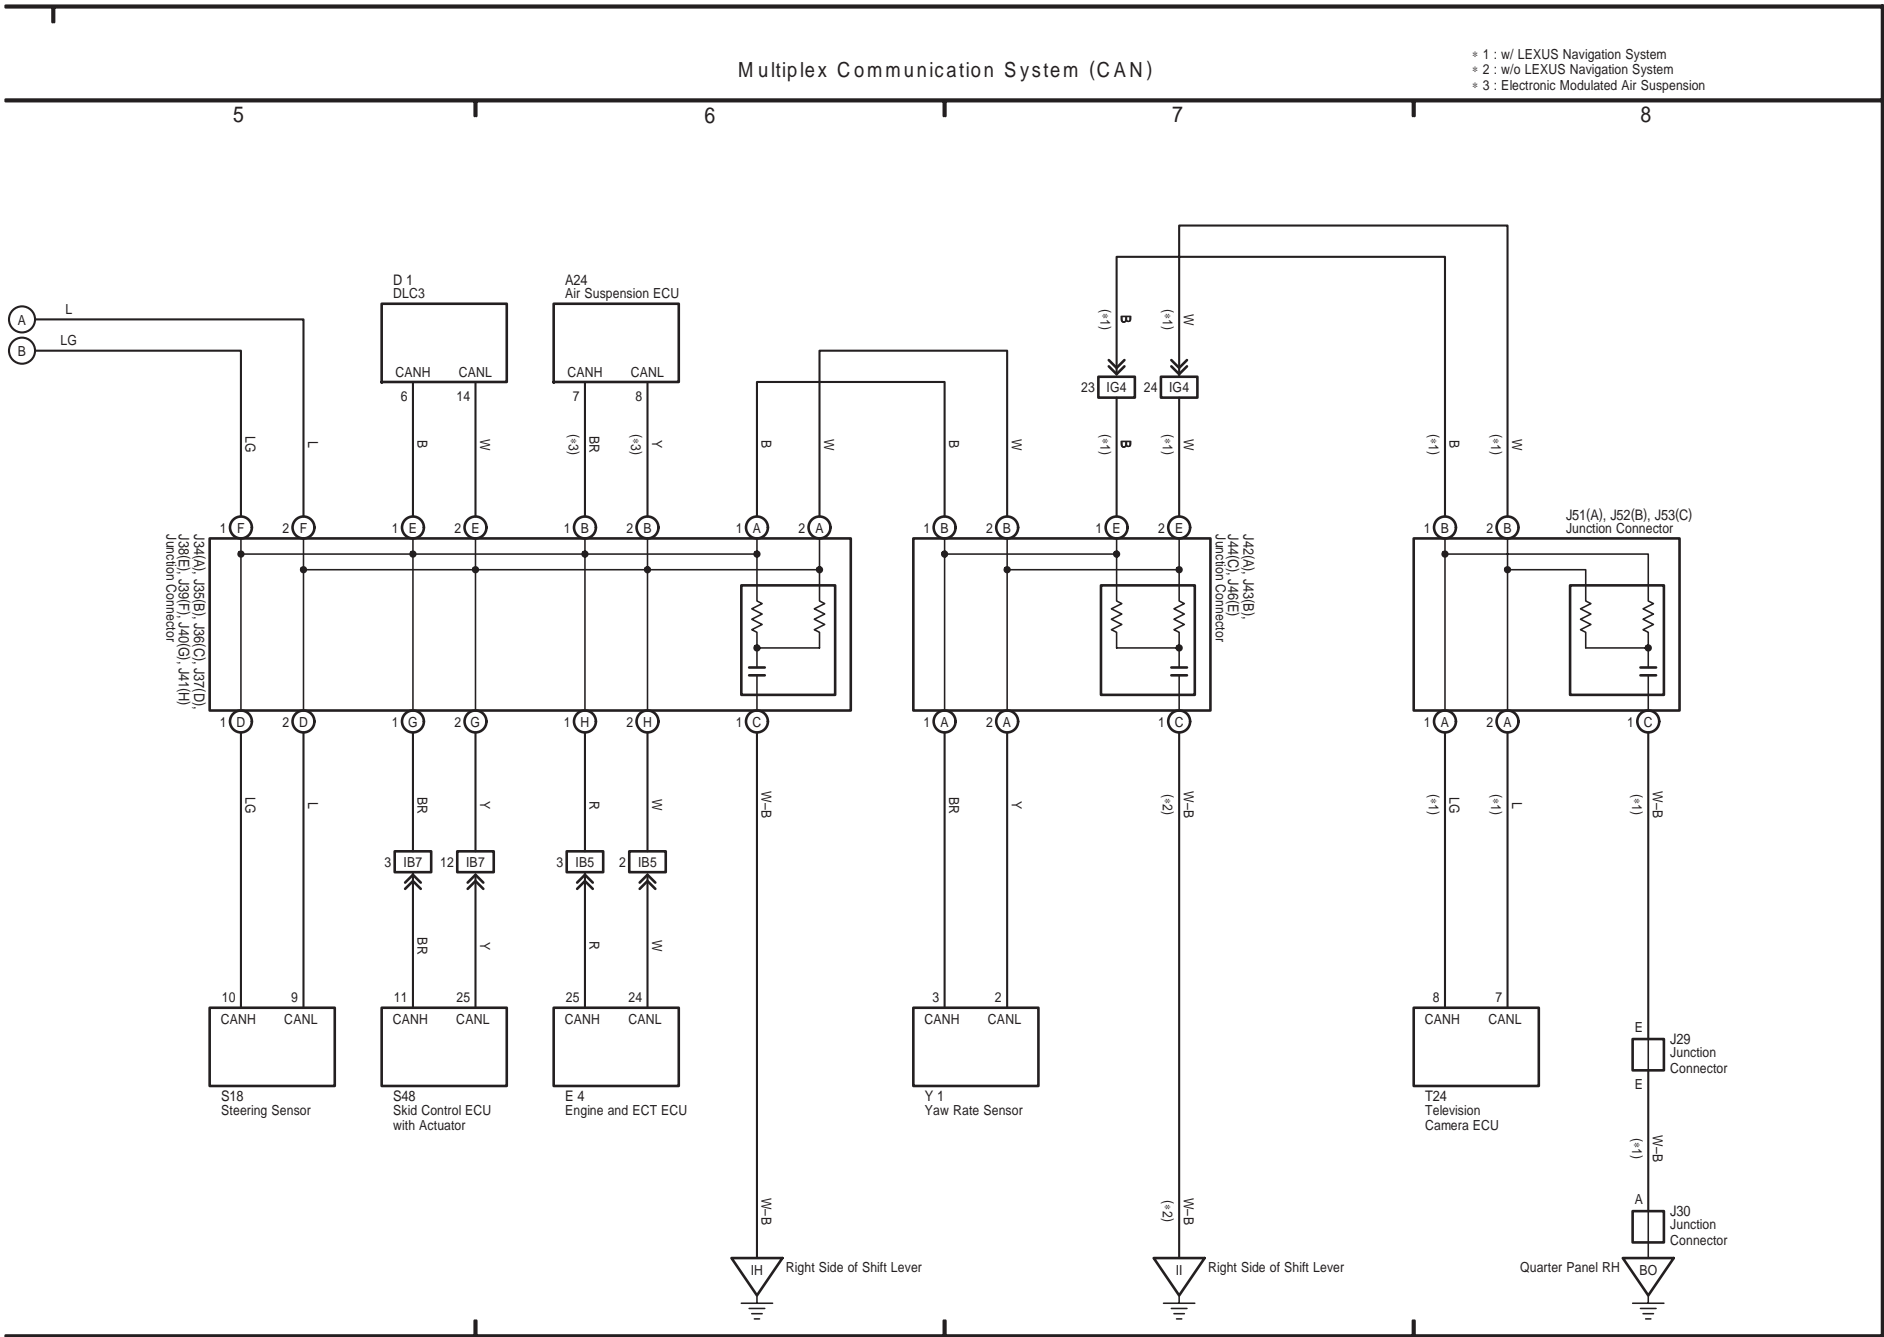 Multiplex Communication System (CAN)
* 1 : w/ LEXUS Navigation System
* 2 : w/o LEXUS Navigation System
* 3 : Electronic Modulated Air Suspension
5 6 7 8
A L
B LG
D 1
DLC3
CANH CANL
6 14
A24
Air Suspension ECU
CANH CANL
7 8
B (*1) W (*1)
23 IG4 24 IG4
LG L B W BR (*3) Y (*3) B W B W B (*1) W (*1) B (*1) W (*1)
1 F 2 F 1 E 2 E 1 B 2 B 1 A 2 A 1 B 2 B 1 E 2 E 1 B 2 B
J34(A), J35(B), J36(C), J37(D),
J38(E), J39(F), J40(G), J41(H)
Junction Connector
J42(A), J43(B),
J44(C), J46(E)
Junction Connector
J51(A), J52(B), J53(C)
Junction Connector
1 D 2 D 1 G 2 G 1 H 2 H 1 C 1 A 2 A 1 C 1 A 2 A 1 C
LG L BR Y R W W–B BR Y W–B (*2) LG (*1) L (*1) W–B (*1)
3 IB7 12 IB7 3 IB5 2 IB5
BR Y R W
10 9
CANH CANL
S18
Steering Sensor
11 25
CANH CANL
S48
Skid Control ECU
with Actuator
25 24
CANH CANL
E 4
Engine and ECT ECU
3 2
CANH CANL
Y 1
Yaw Rate Sensor
8 7
CANH CANL
T24
Television
Camera ECU
E
J29
Junction
Connector
E
W–B (*1)
A
J30
Junction
Connector
W–B
IH Right Side of Shift Lever
W–B (*2)
II Right Side of Shift Lever
Quarter Panel RH BO